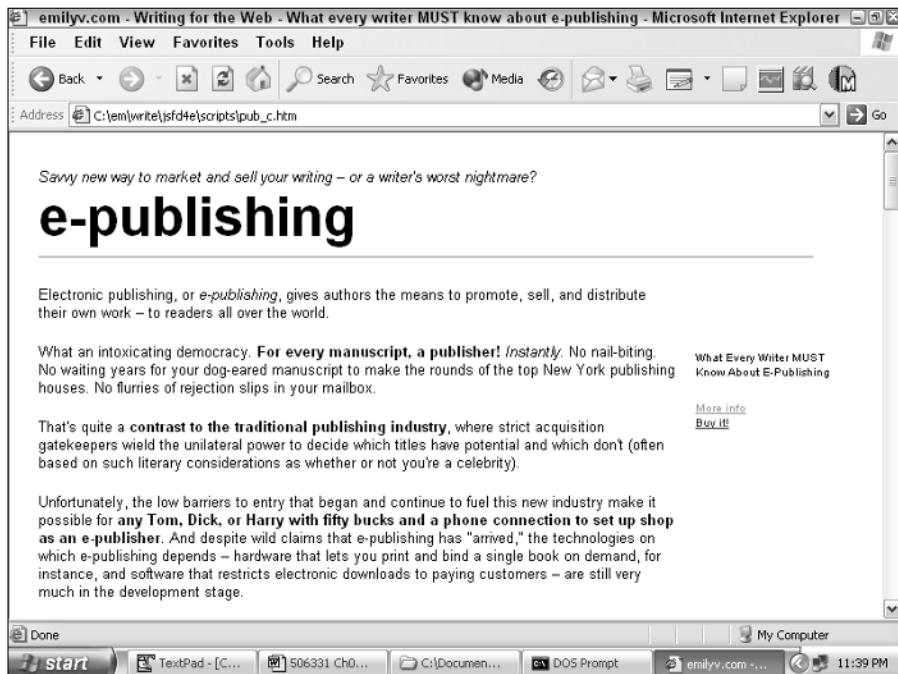 emilyv.com - Writing for the Web - What every writer MUST know about e-publishing - Microsoft Internet Explorer
File Edit View Favorites Tools Help
Back Search Favorites Media
Address C:\em\write\jsfd4e\scripts\pub_c.htm Go
Savvy new way to market and sell your writing – or a writer's worst nightmare?
e-publishing
Electronic publishing, or e-publishing, gives authors the means to promote, sell, and distribute
their own work – to readers all over the world.
What an intoxicating democracy. For every manuscript, a publisher! Instantly. No nail-biting.
No waiting years for your dog-eared manuscript to make the rounds of the top New York publishing
houses. No flurries of rejection slips in your mailbox.
What Every Writer MUST
Know About E-Publishing
More info
Buy it!
That's quite a contrast to the traditional publishing industry, where strict acquisition
gatekeepers wield the unilateral power to decide which titles have potential and which don't (often
based on such literary considerations as whether or not you're a celebrity).
Unfortunately, the low barriers to entry that began and continue to fuel this new industry make it
possible for any Tom, Dick, or Harry with fifty bucks and a phone connection to set up shop
as an e-publisher. And despite wild claims that e-publishing has "arrived," the technologies on
which e-publishing depends – hardware that lets you print and bind a single book on demand, for
instance, and software that restricts electronic downloads to paying customers – are still very
much in the development stage.
Done My Computer
start TextPad - [C... 506331 Ch0... C:\Documen... DOS Prompt emilyv.com -... 11:39 PM